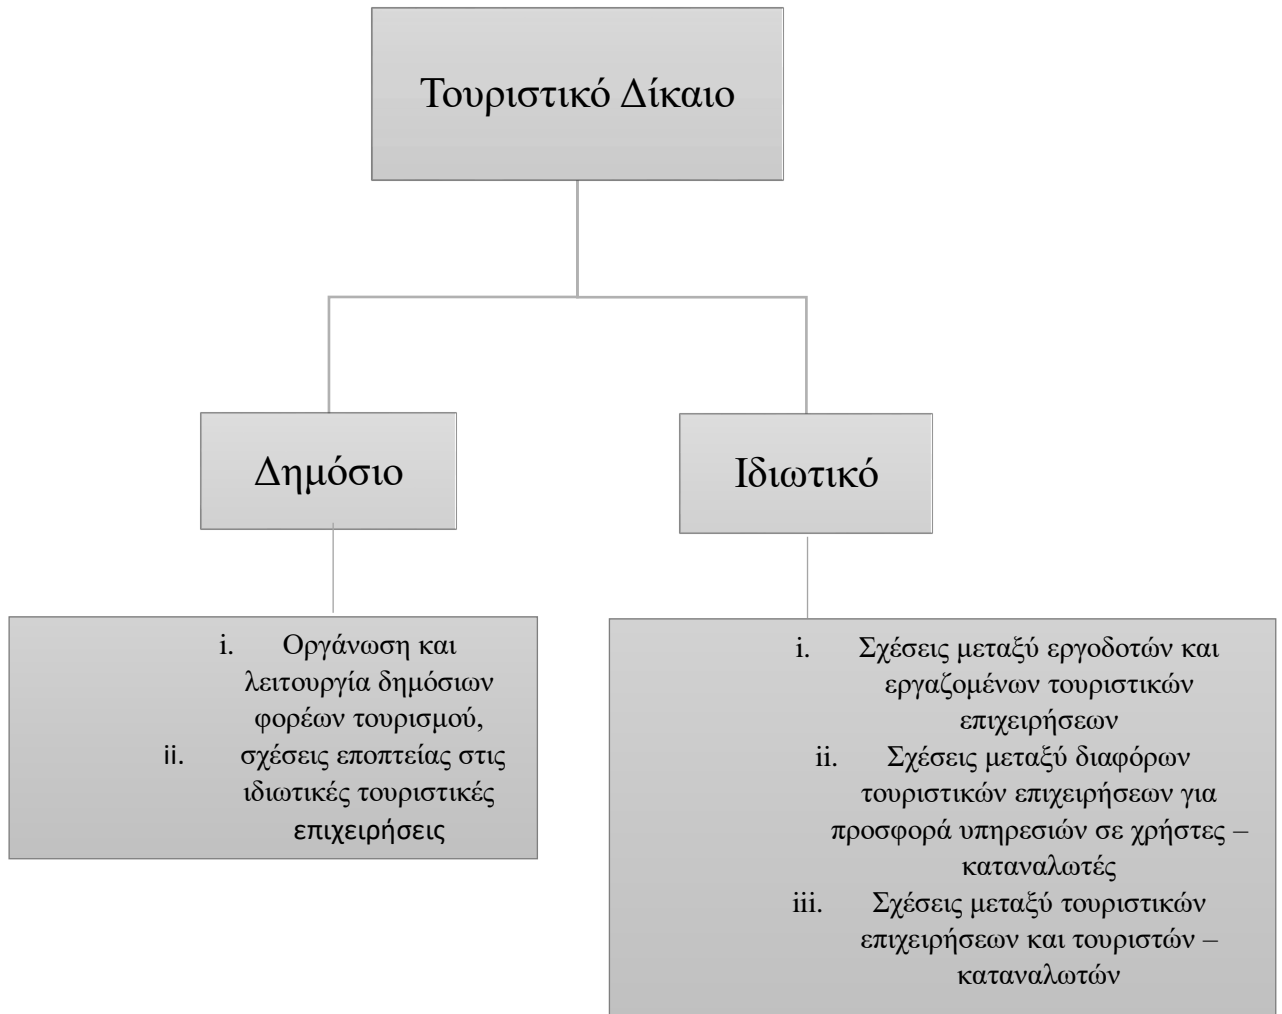 Τουριστικό Δίκαιο
Δημόσιο
Ιδιωτικό
i. Οργάνωση και
λειτουργία δημόσιων
φορέων τουρισμού,
ii. σχέσεις εποπτείας στις
ιδιωτικές τουριστικές
επιχειρήσεις
i. Σχέσεις μεταξύ εργοδοτών και
εργαζομένων τουριστικών
επιχειρήσεων
ii. Σχέσεις μεταξύ διαφόρων
τουριστικών επιχειρήσεων για
προσφορά υπηρεσιών σε χρήστες –
καταναλωτές
iii. Σχέσεις μεταξύ τουριστικών
επιχειρήσεων και τουριστών –
καταναλωτών